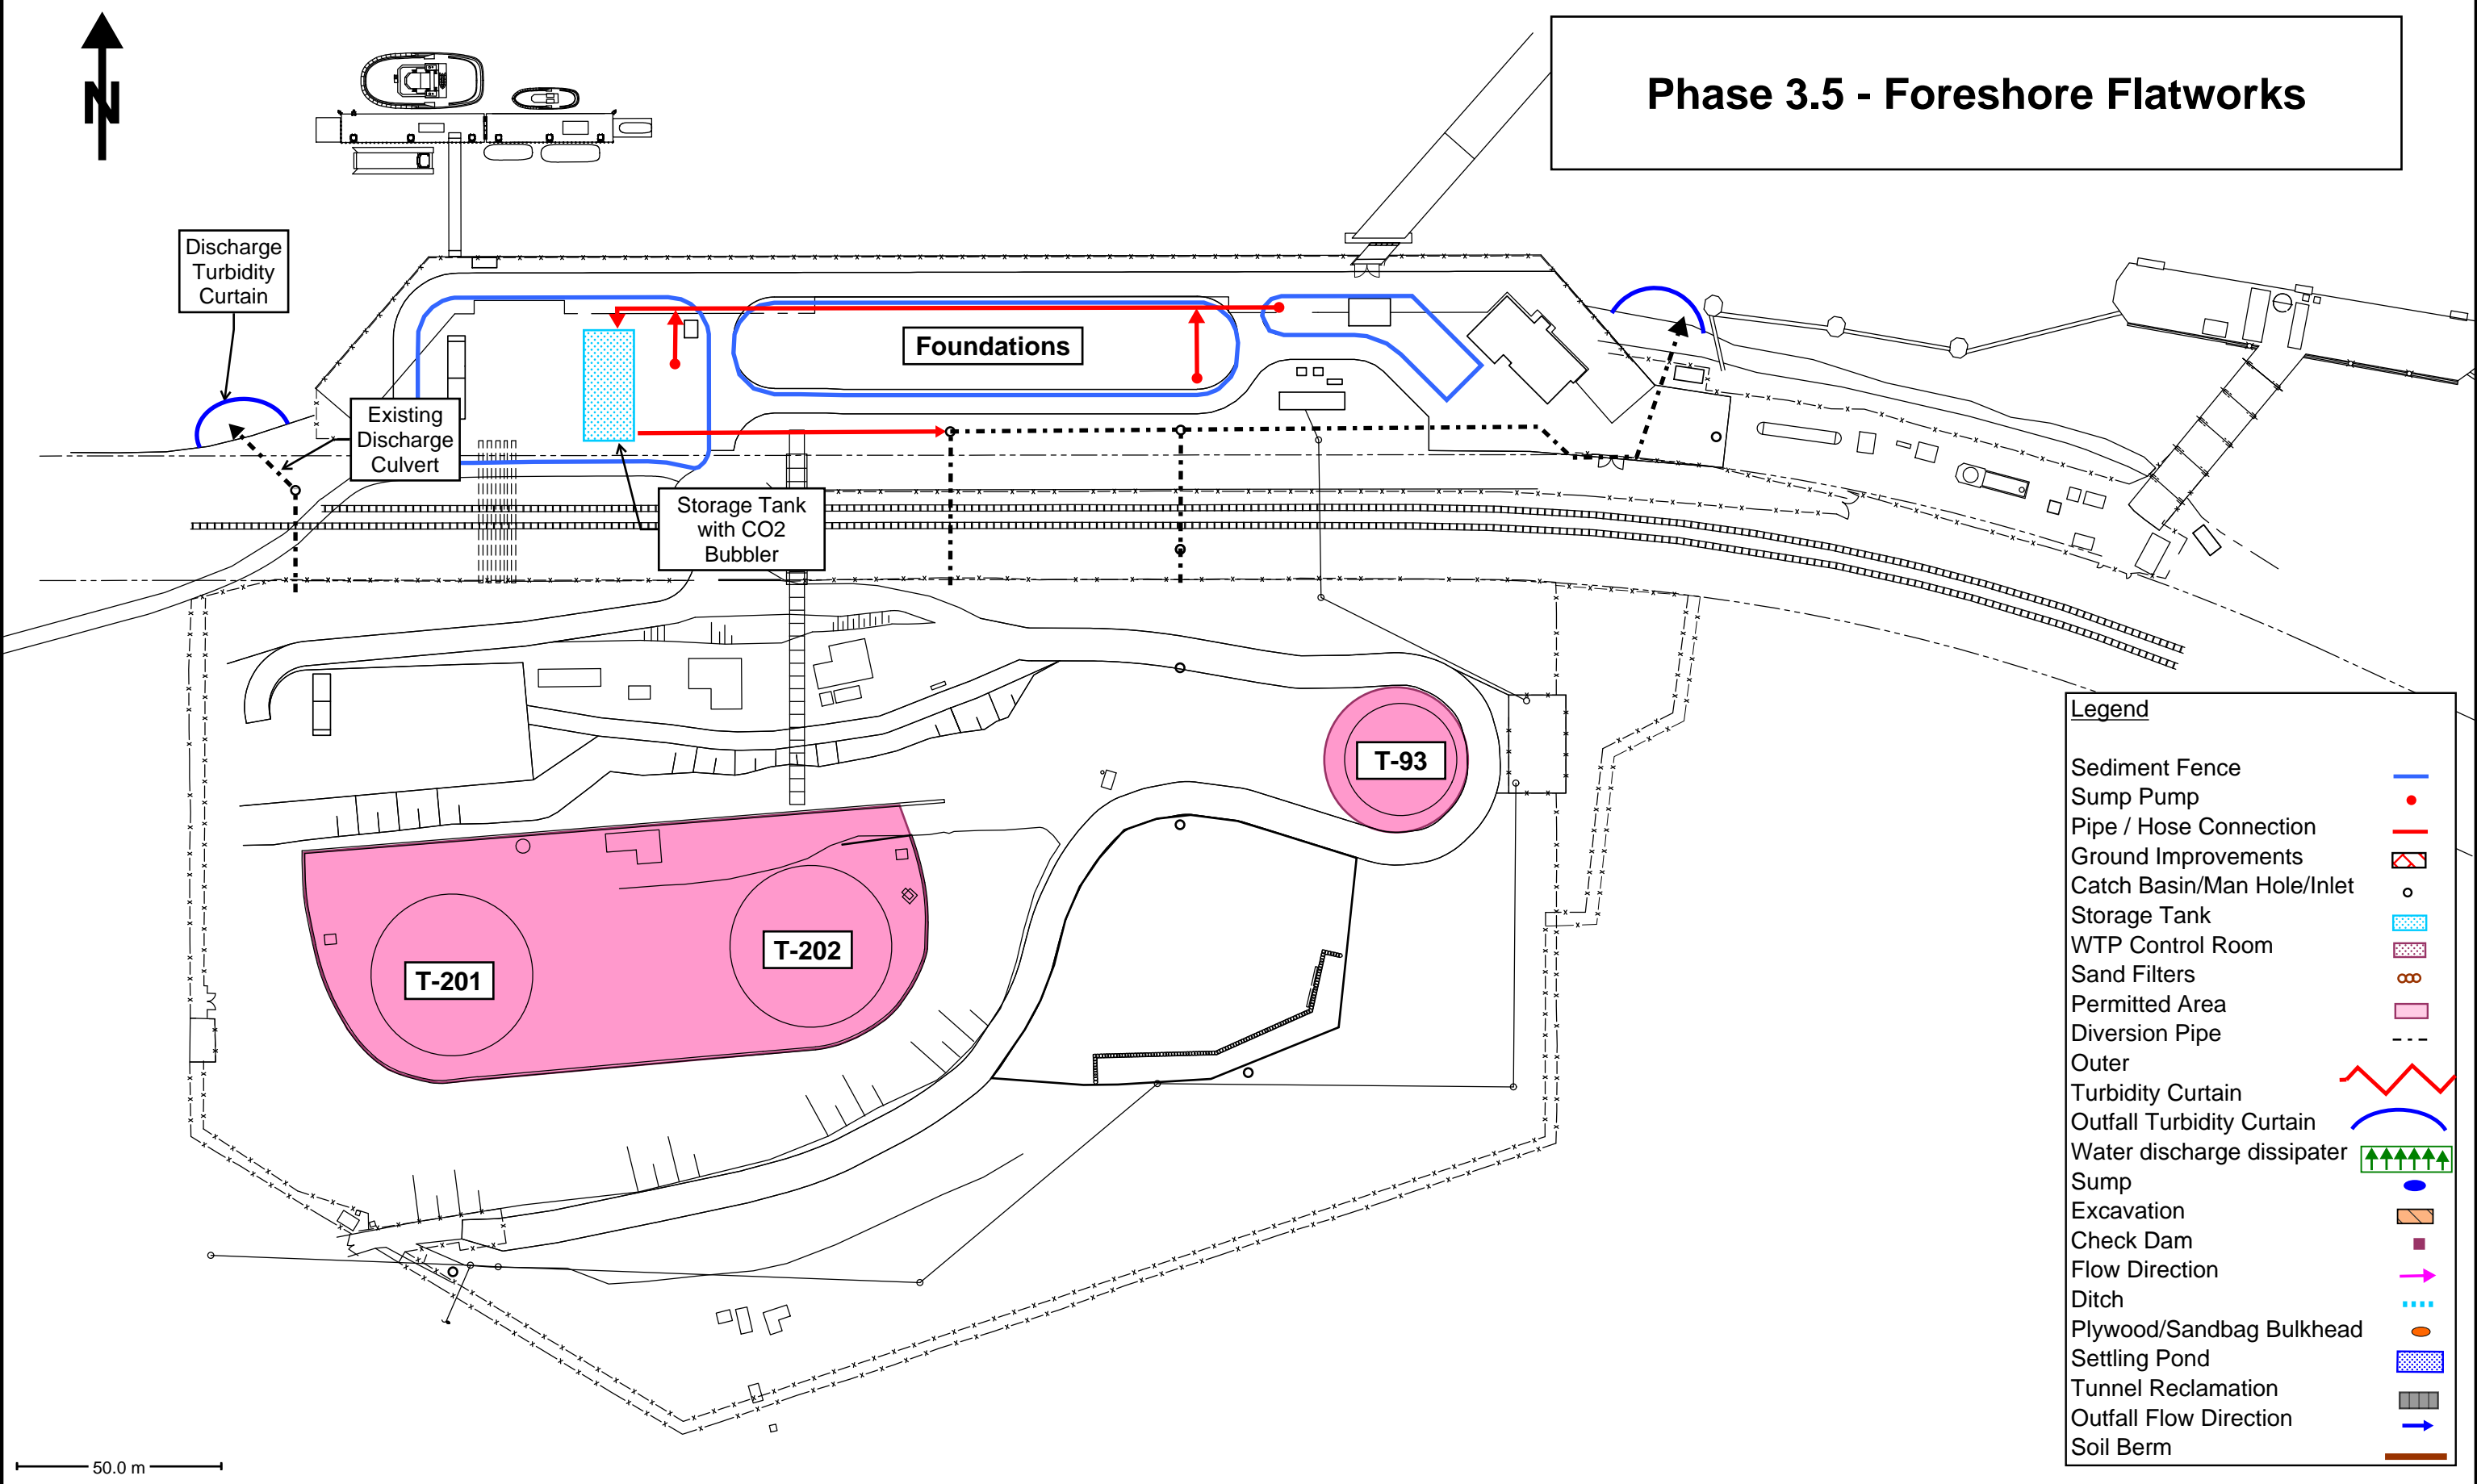 N
Phase 3.5 - Foreshore Flatworks
Discharge
Turbidity
Curtain
Foundations
Existing
Discharge
Culvert
Storage Tank
with CO2
Bubbler
T-93
T-202
T-201
Legend
Sediment Fence
Sump Pump
Pipe / Hose Connection
Ground Improvements
Catch Basin/Man Hole/Inlet
Storage Tank
WTP Control Room
Sand Filters
Permitted Area
Diversion Pipe
Outer
Turbidity Curtain
Outfall Turbidity Curtain
Water discharge dissipater
Sump
Excavation
Check Dam
Flow Direction
Ditch
Plywood/Sandbag Bulkhead
Settling Pond
Tunnel Reclamation
Outfall Flow Direction
Soil Berm
50.0 m